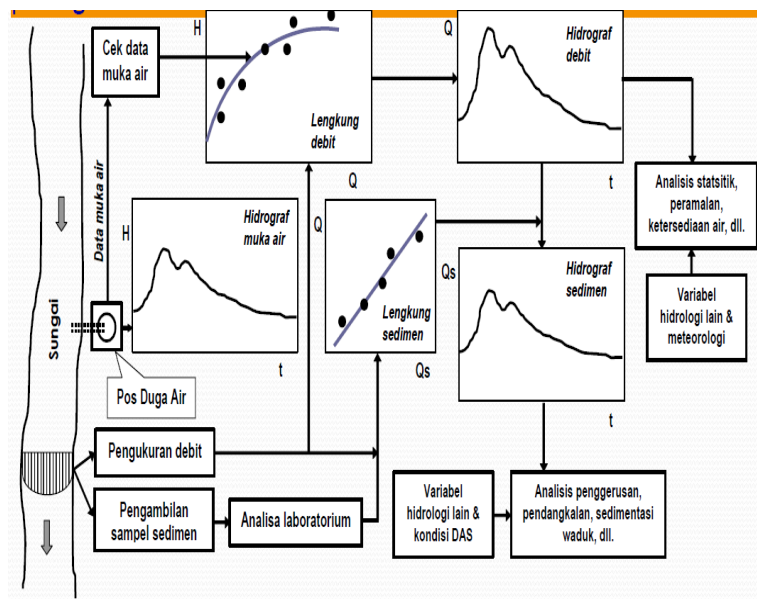 Cek data
muka air
H
Lengkung
debit
Q
Q
Hidrograf
debit
t
Analisis statsitik,
peramalan,
ketersediaan air, dll.
Variabel
hidrologi lain &
meteorologi
Data muka air
Sungai
H
Hidrograf
muka air
t
Pos Duga Air
Q
Lengkung
sedimen
Qs
Qs
Hidrograf
sedimen
t
Pengukuran debit
Pengambilan
sampel sedimen
Analisa laboratorium
Variabel
hidrologi lain &
kondisi DAS
Analisis penggerusan,
pendangkalan, sedimentasi
waduk, dll.